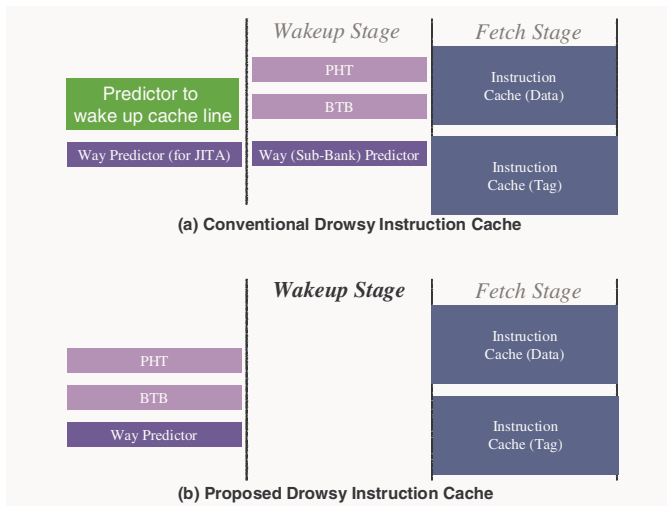 Wakeup Stage
Fetch Stage
PHT
BTB
Way (Sub-Bank) Predictor
Predictor to
wake up cache line
Way Predictor (for JITA)
Instruction
Cache (Data)
Instruction
Cache (Tag)
(a) Conventional Drowsy Instruction Cache
Wakeup Stage
Fetch Stage
PHT
BTB
Way Predictor
Instruction
Cache (Data)
Instruction
Cache (Tag)
(b) Proposed Drowsy Instruction Cache